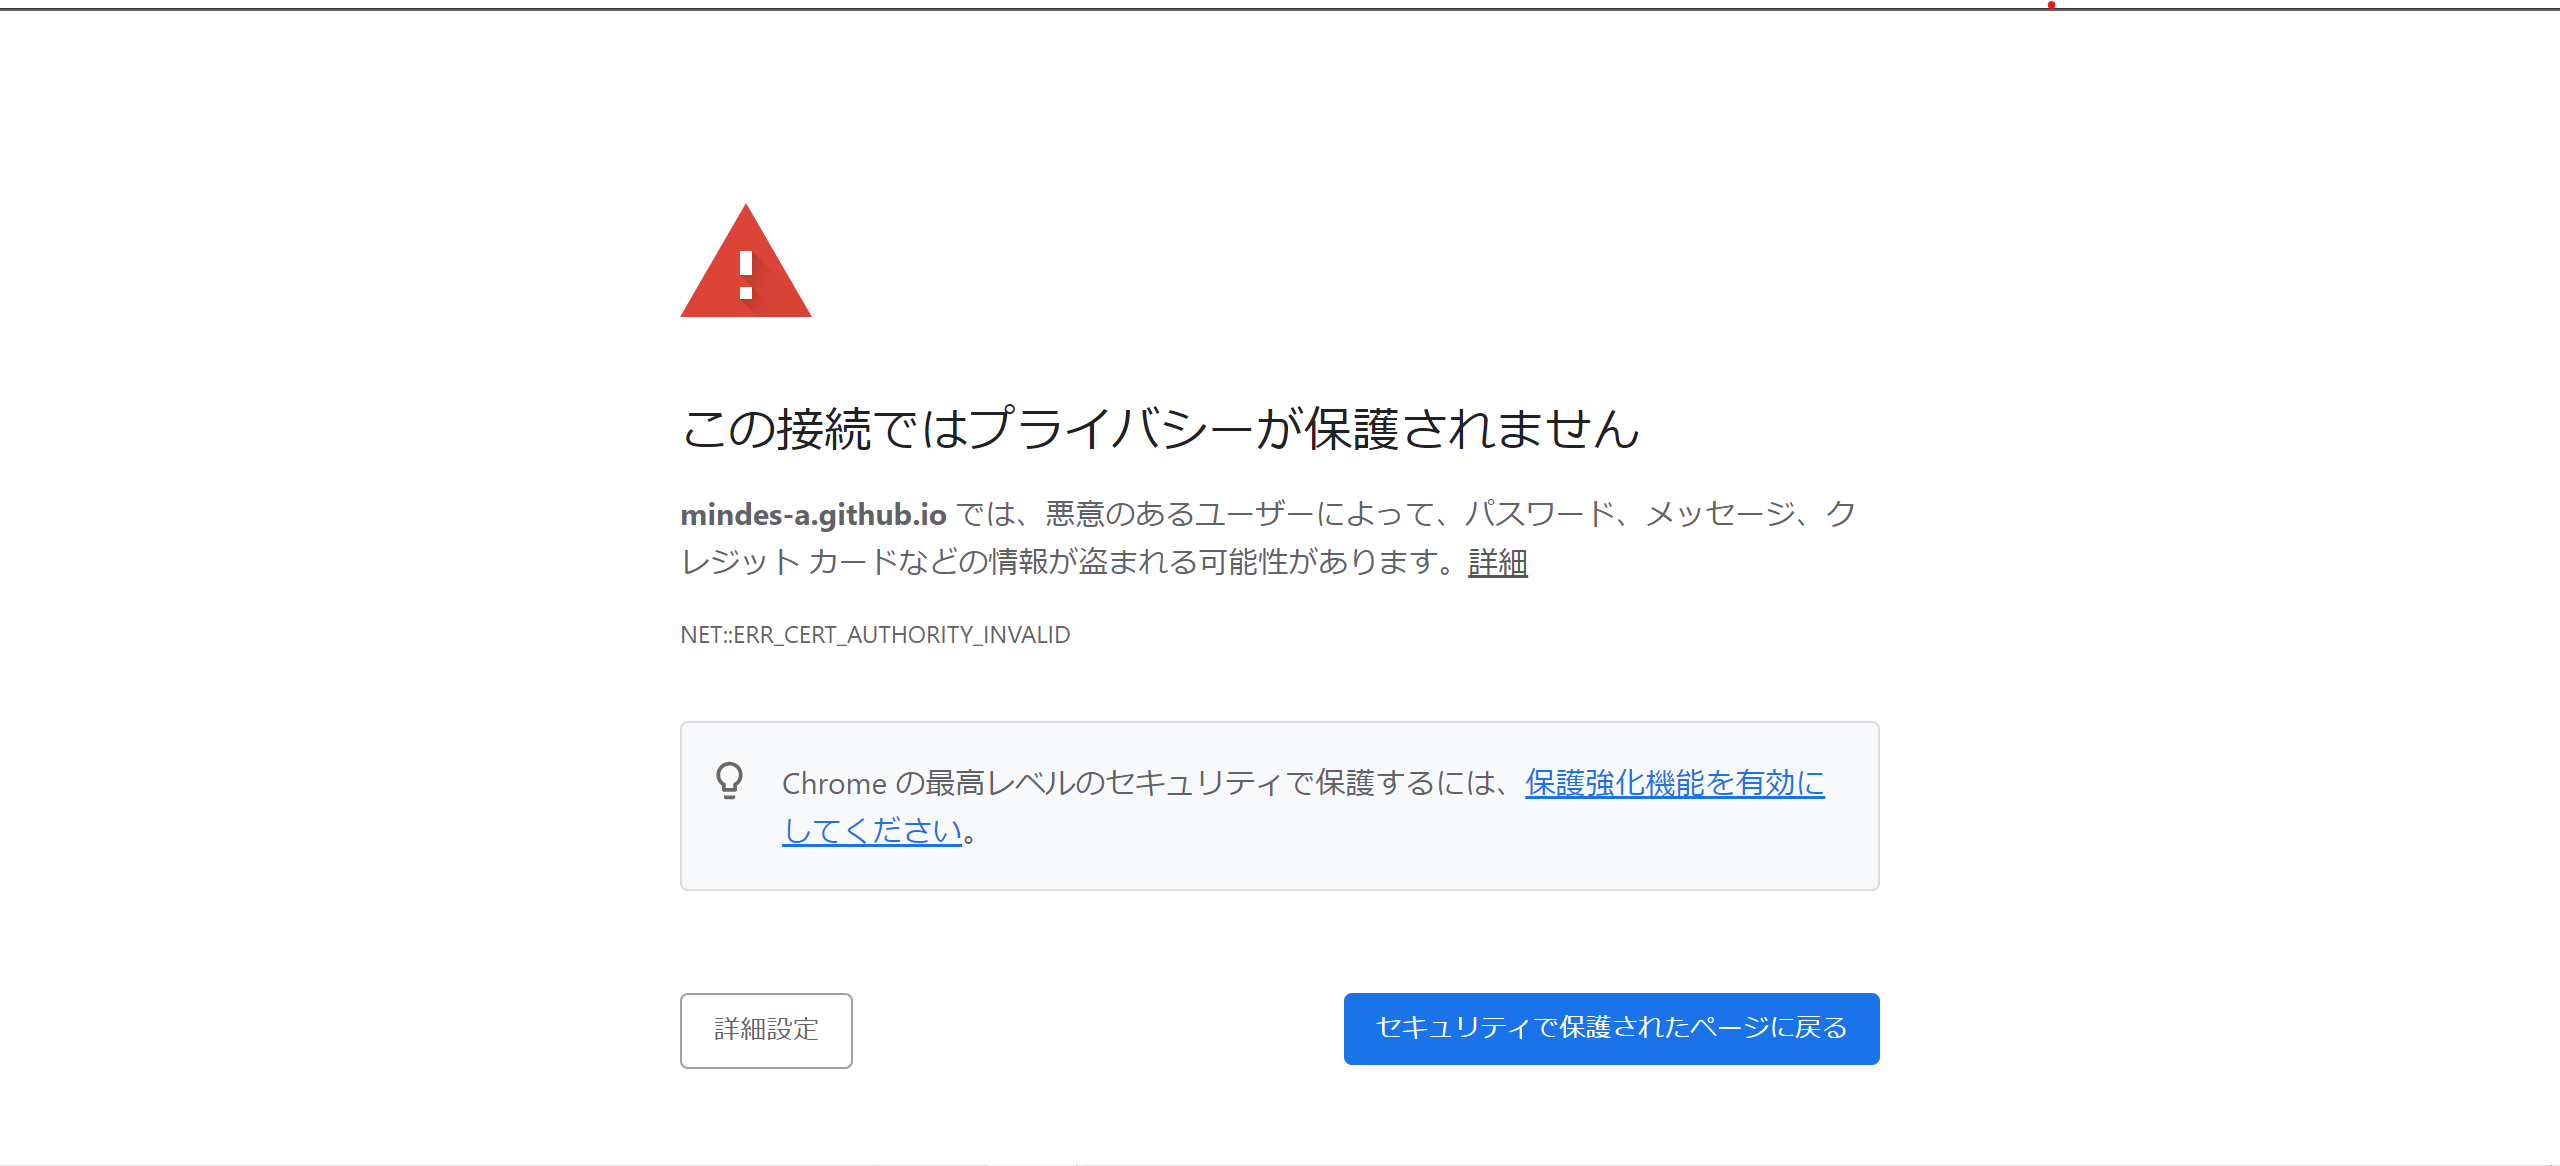 この接続ではプライバシーが保護されません
mindes-a.github.io では、悪意のあるユーザーによって、パスワード、メッセージ、ク
レジット カードなどの情報が盗まれる可能性があります。詳細
NET::ERR_CERT_AUTHORITY_INVALID
Chrome の最高レベルのセキュリティで保護するには、保護強化機能を有効に
してください。
詳細設定
セキュリティで保護されたページに戻る